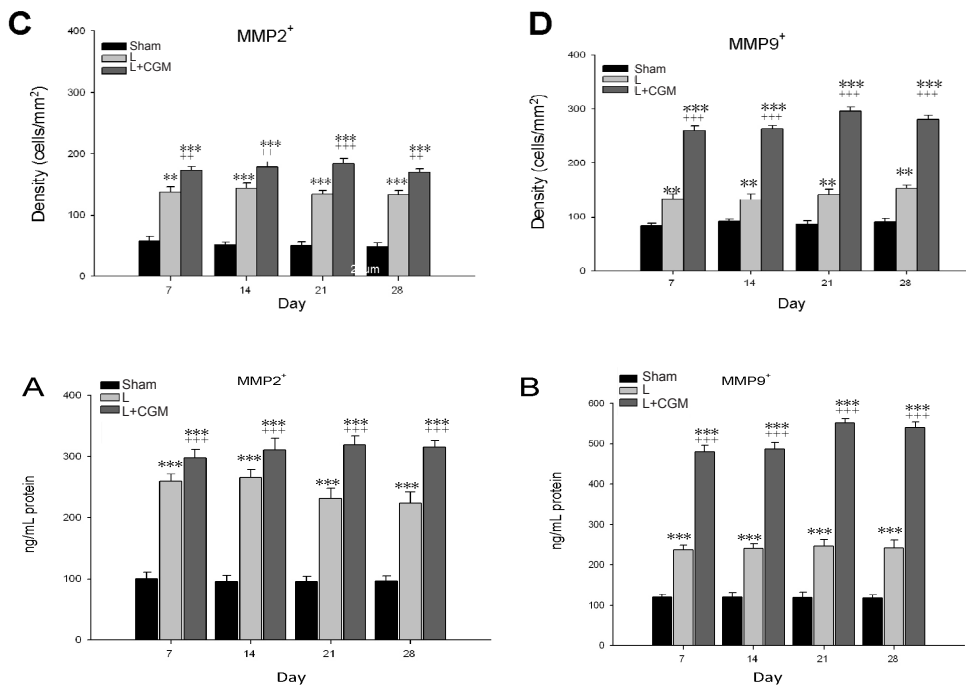 C
MMP2+
Sham
L
L+CGM
Density (cells/mm2)
400
300
200
100
0
** *** *** ***
*** *** *** ***
++ ++ +++ ++
7 14 21 28
Day
D
MMP9+
Sham
L
L+CGM
Density (cells/mm2)
400
300
200
100
0
** ** ** **
*** *** *** ***
+++ +++ +++ +++
7 14 21 28
Day
A
MMP2+
Sham
L
L+CGM
ng/mL protein
400
300
200
100
0
*** *** *** ***
*** *** *** ***
+++ +++ +++ +++
7 14 21 28
Day
B
MMP9+
Sham
L
L+CGM
ng/mL protein
600
500
400
300
200
100
0
*** *** *** ***
*** *** *** ***
+++ +++ +++ +++
7 14 21 28
Day